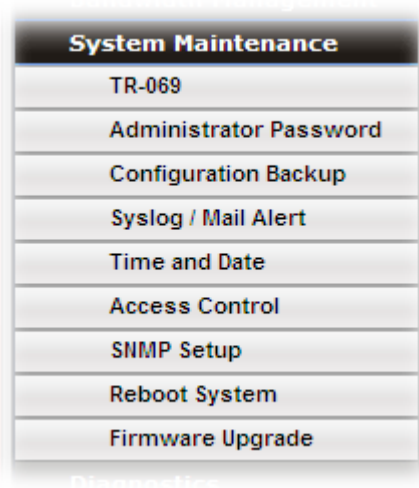 System Maintenance
TR-069
Administrator Password
Configuration Backup
Syslog / Mail Alert
Time and Date
Access Control
SNMP Setup
Reboot System
Firmware Upgrade
Diagnostics